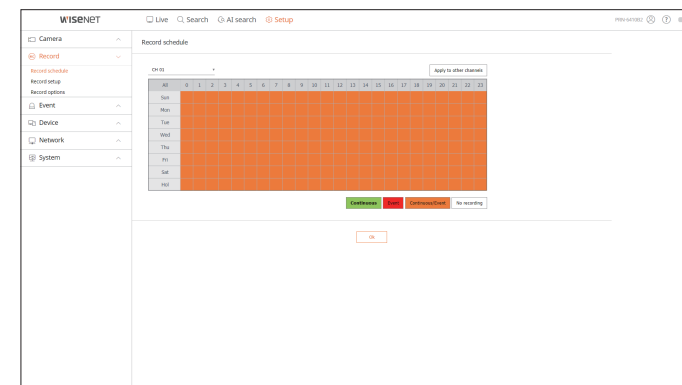 WISENET
Live Search AI search Setup
Camera
Record
Record schedule
Record setup
Record options
Event
Device
Network
System
Record schedule
CH 01
Apply to other channels
All 0 1 2 3 4 5 6 7 8 9 10 11 12 13 14 15 16 17 18 19 20 21 22 23
Sun
Mon
Tue
Wed
Thu
Fri
Sat
Hol
Continuous Event Continuous/Event No recording
OK